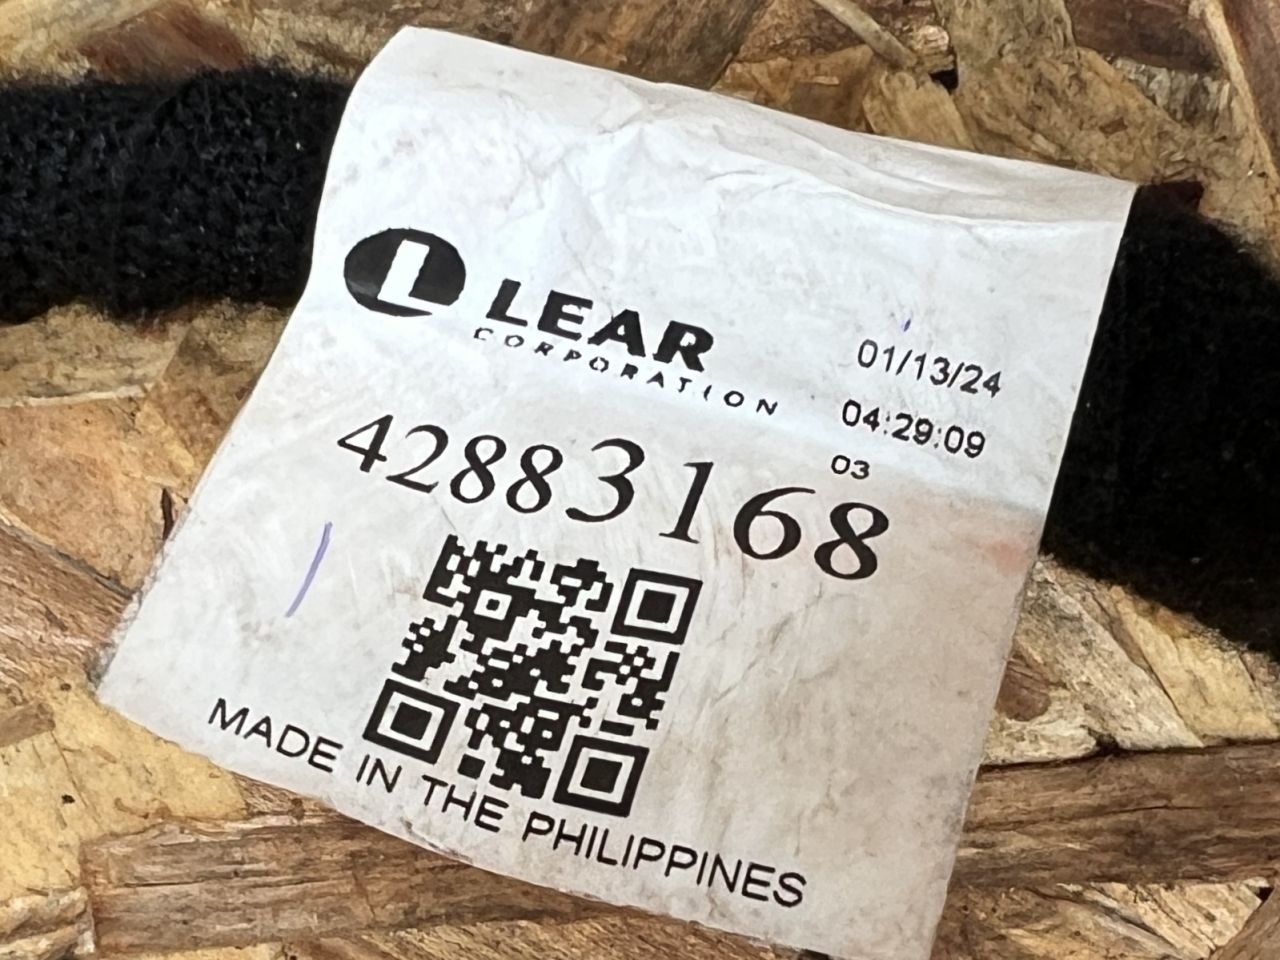 LEAR
CORPORATION
01/13/24
04:29:09
03
42883168
MADE IN THE PHILIPPINES